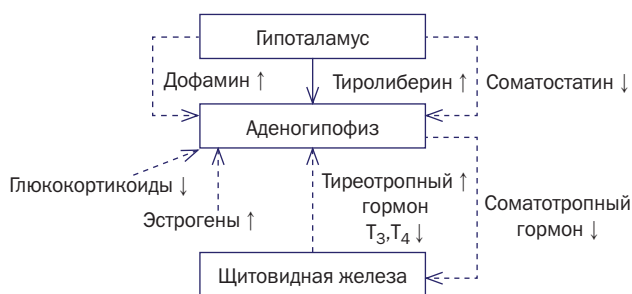 Гипоталамус
Дофамин ↑
Тиролиберин ↑
Соматостатин ↓
Аденогипофиз
Глюкокортикоиды ↓
Эстрогены ↑
Тиреотропный ↑
гормон
T₃,T₄ ↓
Соматотропный
гормон ↓
Щитовидная железа